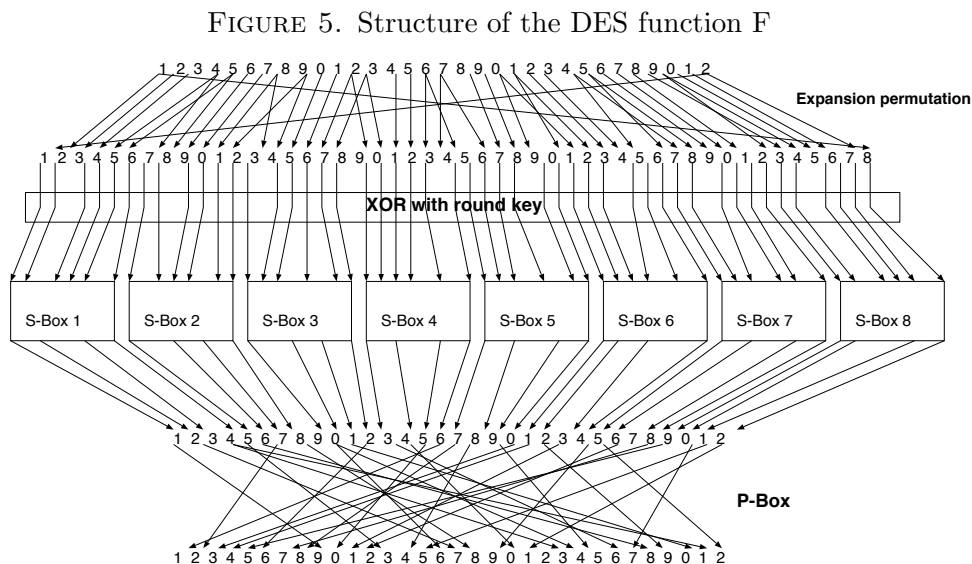 FIGURE 5. Structure of the DES function F
1 2 3 4 5 6 7 8 9 0 1 2 3 4 5 6 7 8 9 0 1 2 3 4 5 6 7 8 9 0 1 2
Expansion permutation
1 2 3 4 5 6 7 8 9 0 1 2 3 4 5 6 7 8 9 0 1 2 3 4 5 6 7 8 9 0 1 2 3 4 5 6 7 8 9 0 1 2 3 4 5 6 7 8
XOR with round key
S-Box 1 S-Box 2 S-Box 3 S-Box 4 S-Box 5 S-Box 6 S-Box 7 S-Box 8
1 2 3 4 5 6 7 8 9 0 1 2 3 4 5 6 7 8 9 0 1 2 3 4 5 6 7 8 9 0 1 2
P-Box
1 2 3 4 5 6 7 8 9 0 1 2 3 4 5 6 7 8 9 0 1 2 3 4 5 6 7 8 9 0 1 2